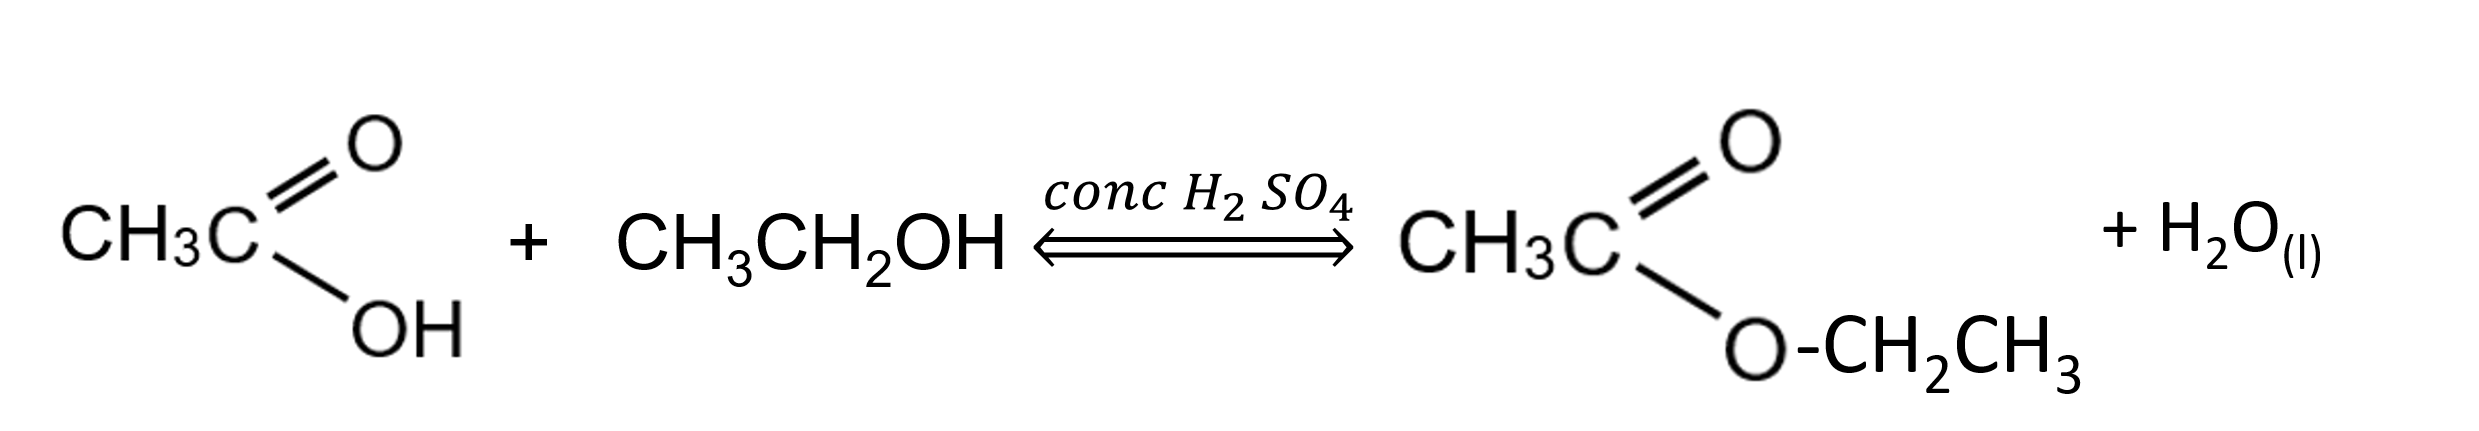 CH₃C(=O)OH + CH₃CH₂OH ⟺ conc H₂ SO₄ CH₃C(=O)O-CH₂CH₃ + H₂O(l)